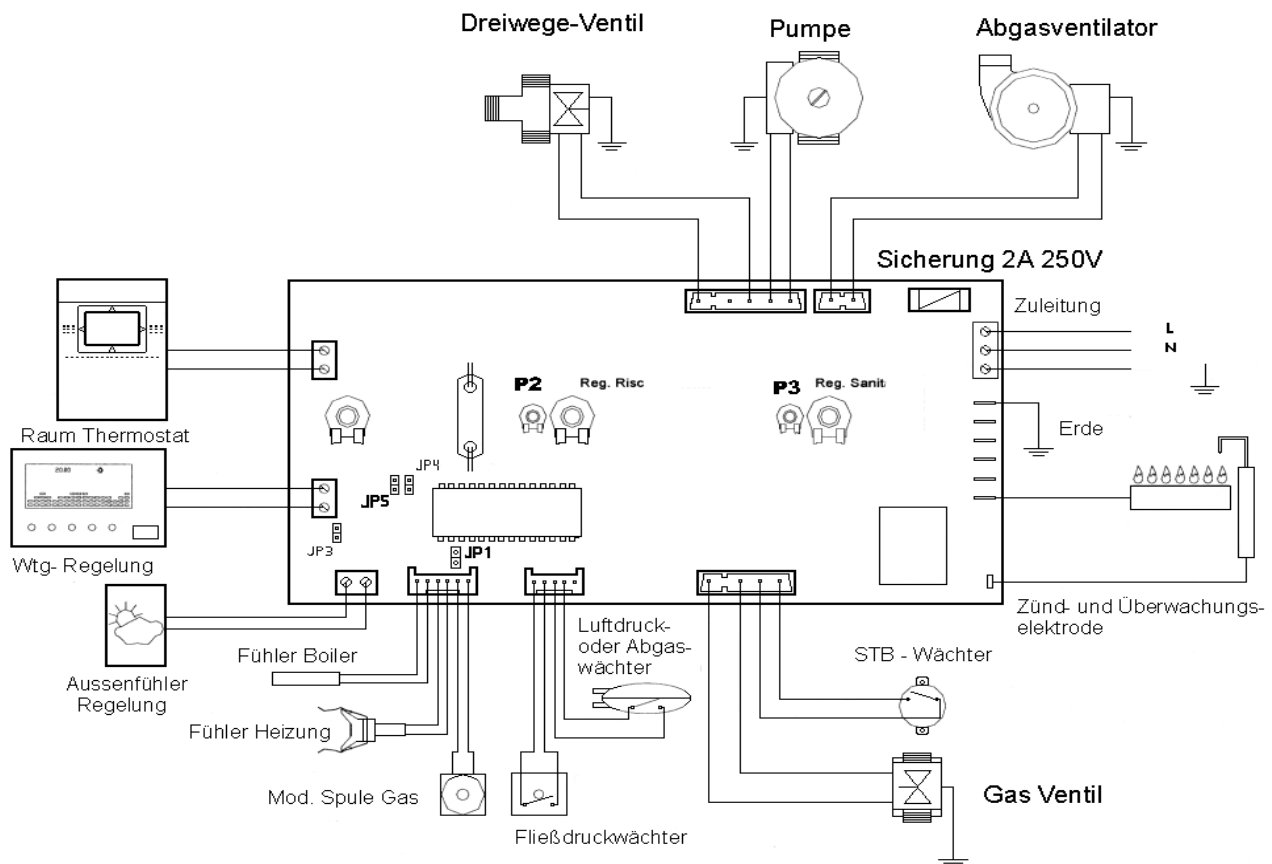 Dreiwege-Ventil
Pumpe
Abgasventilator
Sicherung 2A 250V
Zuleitung
L
N
Raum Thermostat
P2
Reg. Risc
P3
Reg. Sanit
Erde
20.00
JP4
JP5
JP3
JP1
Wtg- Regelung
Zünd- und Überwachungs-
elektrode
Aussenfühler
Regelung
Fühler Boiler
Luftdruck-
oder Abgas-
wächter
STB - Wächter
Fühler Heizung
Mod. Spule Gas
Fließdruckwächter
Gas Ventil